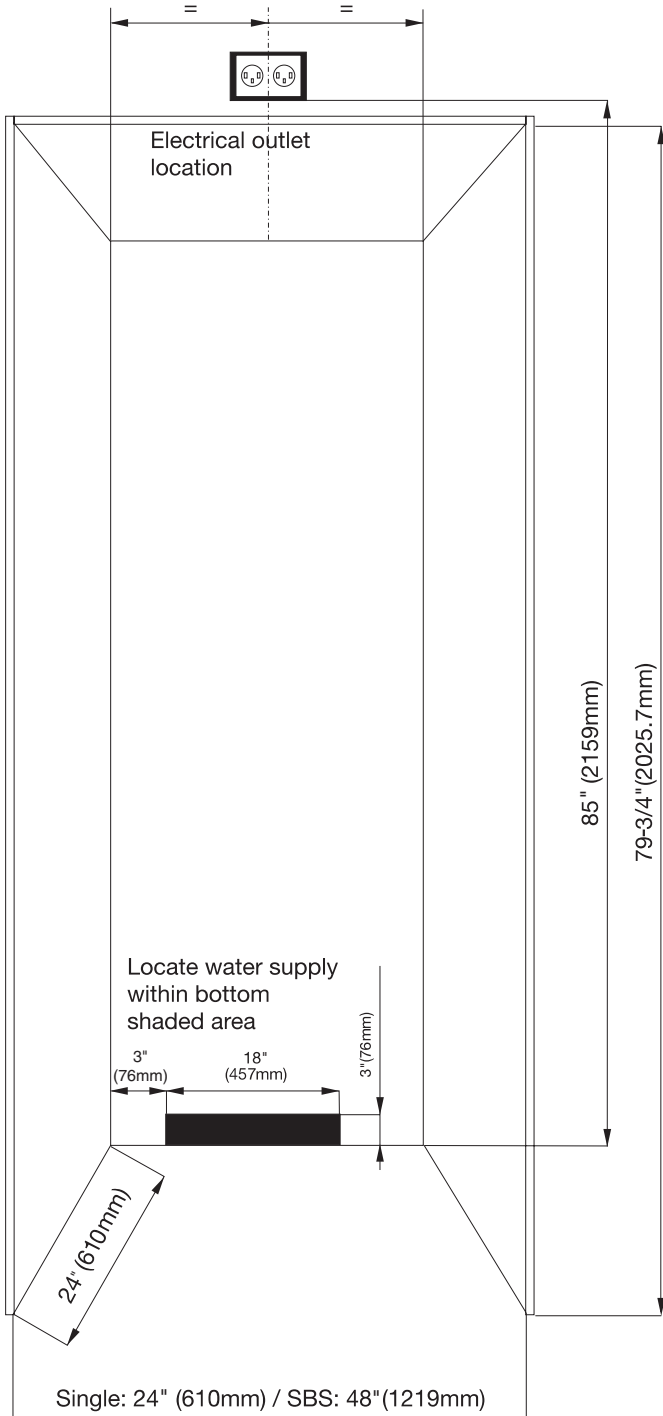 = =
Electrical outlet
location
85" (2159mm)
79-3/4"(2025.7mm)
Locate water supply
within bottom
shaded area
3"
(76mm)
18"
(457mm)
3"(76mm)
24"(610mm)
Single: 24" (610mm) / SBS: 48"(1219mm)